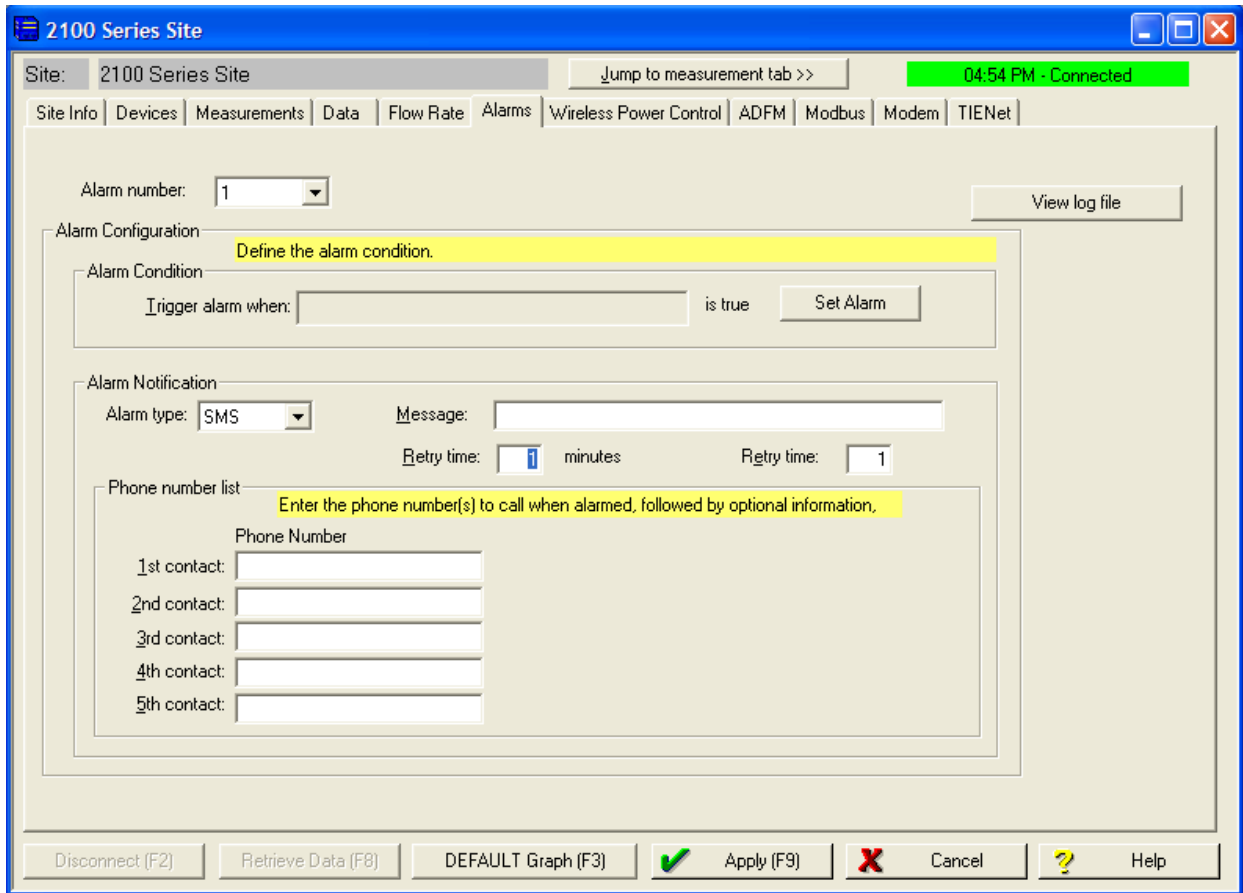 2100 Series Site
Site: 2100 Series Site Jump to measurement tab >> 04:54 PM - Connected
Site Info Devices Measurements Data Flow Rate Alarms Wireless Power Control ADFM Modbus Modem TIENet
Alarm number: 1
View log file
Alarm Configuration
Define the alarm condition.
Alarm Condition
Trigger alarm when: is true Set Alarm
Alarm Notification
Alarm type: SMS Message:
Retry time: 1 minutes Retry time: 1
Phone number list
Enter the phone number(s) to call when alarmed, followed by optional information,
Phone Number
1st contact:
2nd contact:
3rd contact:
4th contact:
5th contact:
Disconnect (F2) Retrieve Data (F8) DEFAULT Graph (F3) Apply (F9) Cancel Help